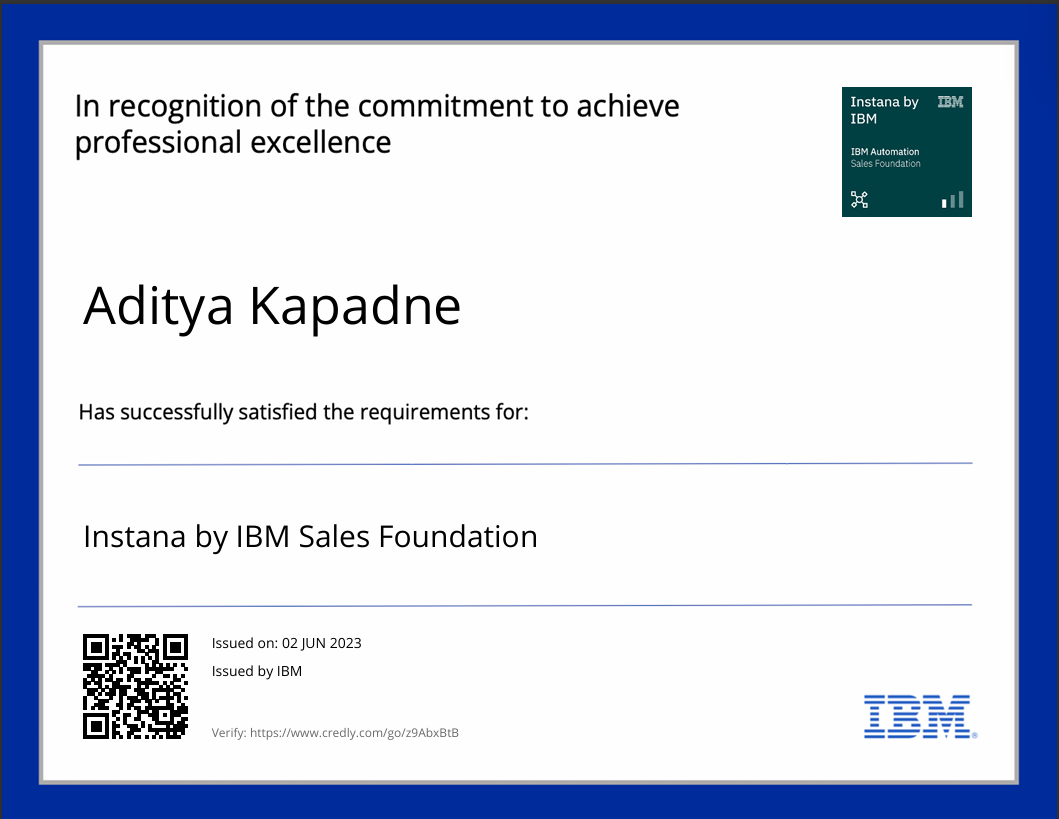 In recognition of the commitment to achieve
professional excellence
Instana by
IBM
IBM
IBM Automation
Sales Foundation
Aditya Kapadne
Has successfully satisfied the requirements for:
Instana by IBM Sales Foundation
Issued on: 02 JUN 2023
Issued by IBM
Verify: https://www.credly.com/go/z9AbxBtB
IBM®